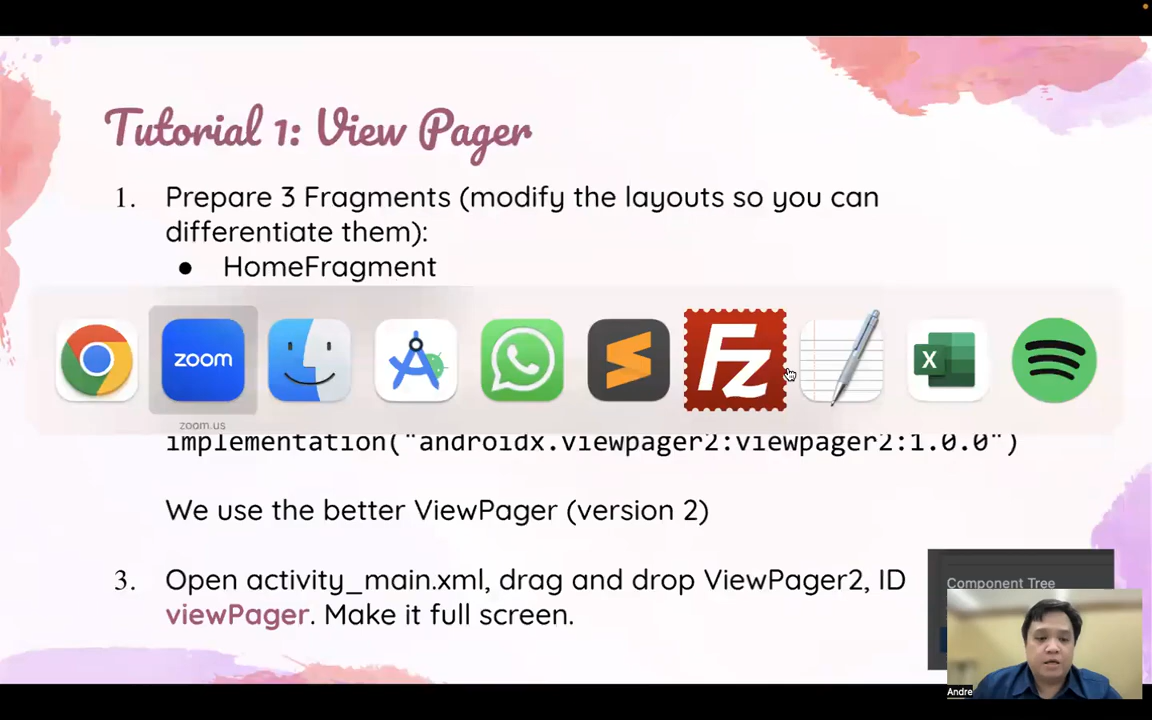 Tutorial 1: View Pager
1. Prepare 3 Fragments (modify the layouts so you can
differentiate them):
● HomeFragment
zoom
Fz
X
zoom.us
implementation("androidx.viewpager2:viewpager2:1.0.0")
We use the better ViewPager (version 2)
3. Open activity_main.xml, drag and drop ViewPager2, ID
viewPager. Make it full screen.
Component Tree
Andre